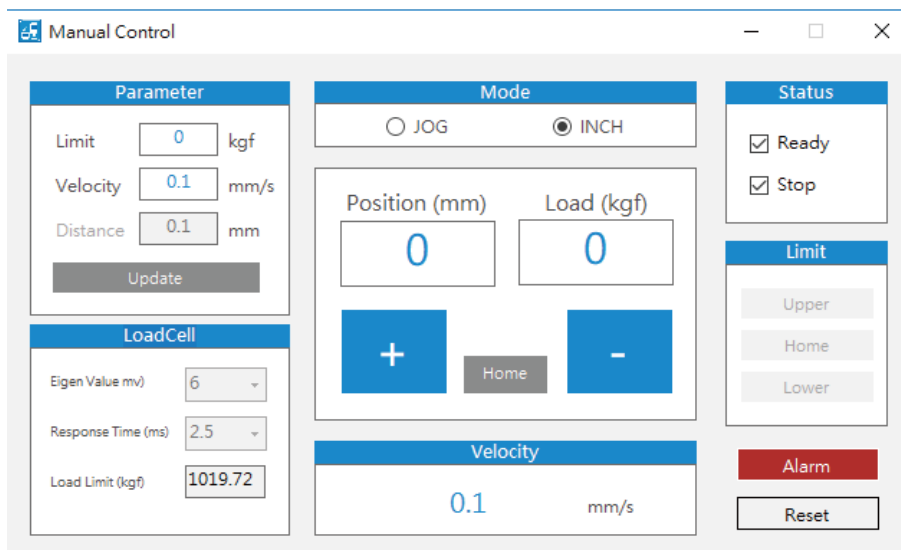 Manual Control
Parameter
Limit 0 kgf
Velocity 0.1 mm/s
Distance 0.1 mm
Update
LoadCell
Eigen Value mv) 6
Response Time (ms) 2.5
Load Limit (kgf) 1019.72
Mode
JOG INCH
Position (mm) Load (kgf)
0 0
+ -
Home
Velocity
0.1 mm/s
Status
Ready
Stop
Limit
Upper
Home
Lower
Alarm
Reset